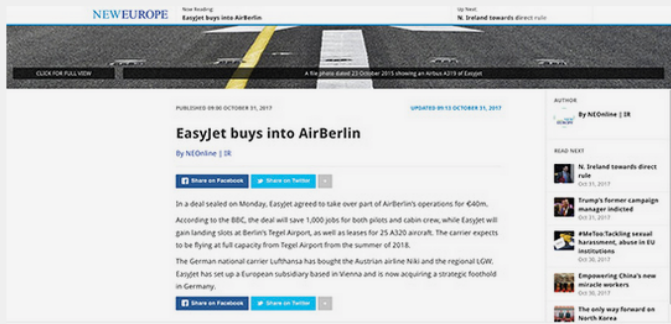 NEWEUROPE
Now Reading:
EasyJet buys into AirBerlin
Up Next:
N. Ireland towards direct rule
CLICK FOR FULL VIEW
A file photo dated 23 October 2015 showing an Airbus A319 of Easyjet
PUBLISHED 09:00 OCTOBER 31, 2017
UPDATED 09:13 OCTOBER 31, 2017
EasyJet buys into AirBerlin
By NEOnline | IR
Share on Facebook
Share on Twitter
In a deal sealed on Monday, EasyJet agreed to take over part of AirBerlin's operations for €40m.
According to the BBC, the deal will save 1,000 jobs for both pilots and cabin crew, while EasyJet will
gain landing slots at Berlin's Tegel Airport, as well as leases for 25 A320 aircraft. The carrier expects
to be flying at full capacity from Tegel Airport from the summer of 2018.
The German national carrier Lufthansa has bought the Austrian airline Niki and the regional LGW.
EasyJet has set up a European subsidiary based in Vienna and is now acquiring a strategic foothold
in Germany.
Share on Facebook
Share on Twitter
AUTHOR
By NEOnline | IR
READ NEXT
N. Ireland towards direct
rule
Oct 31, 2017
Trump's former campaign
manager indicted
Oct 31, 2017
#MeToo:Tackling sexual
harassment, abuse in EU
institutions
Oct 30, 2017
Empowering China's new
miracle workers
Oct 30, 2017
The only way forward on
North Korea